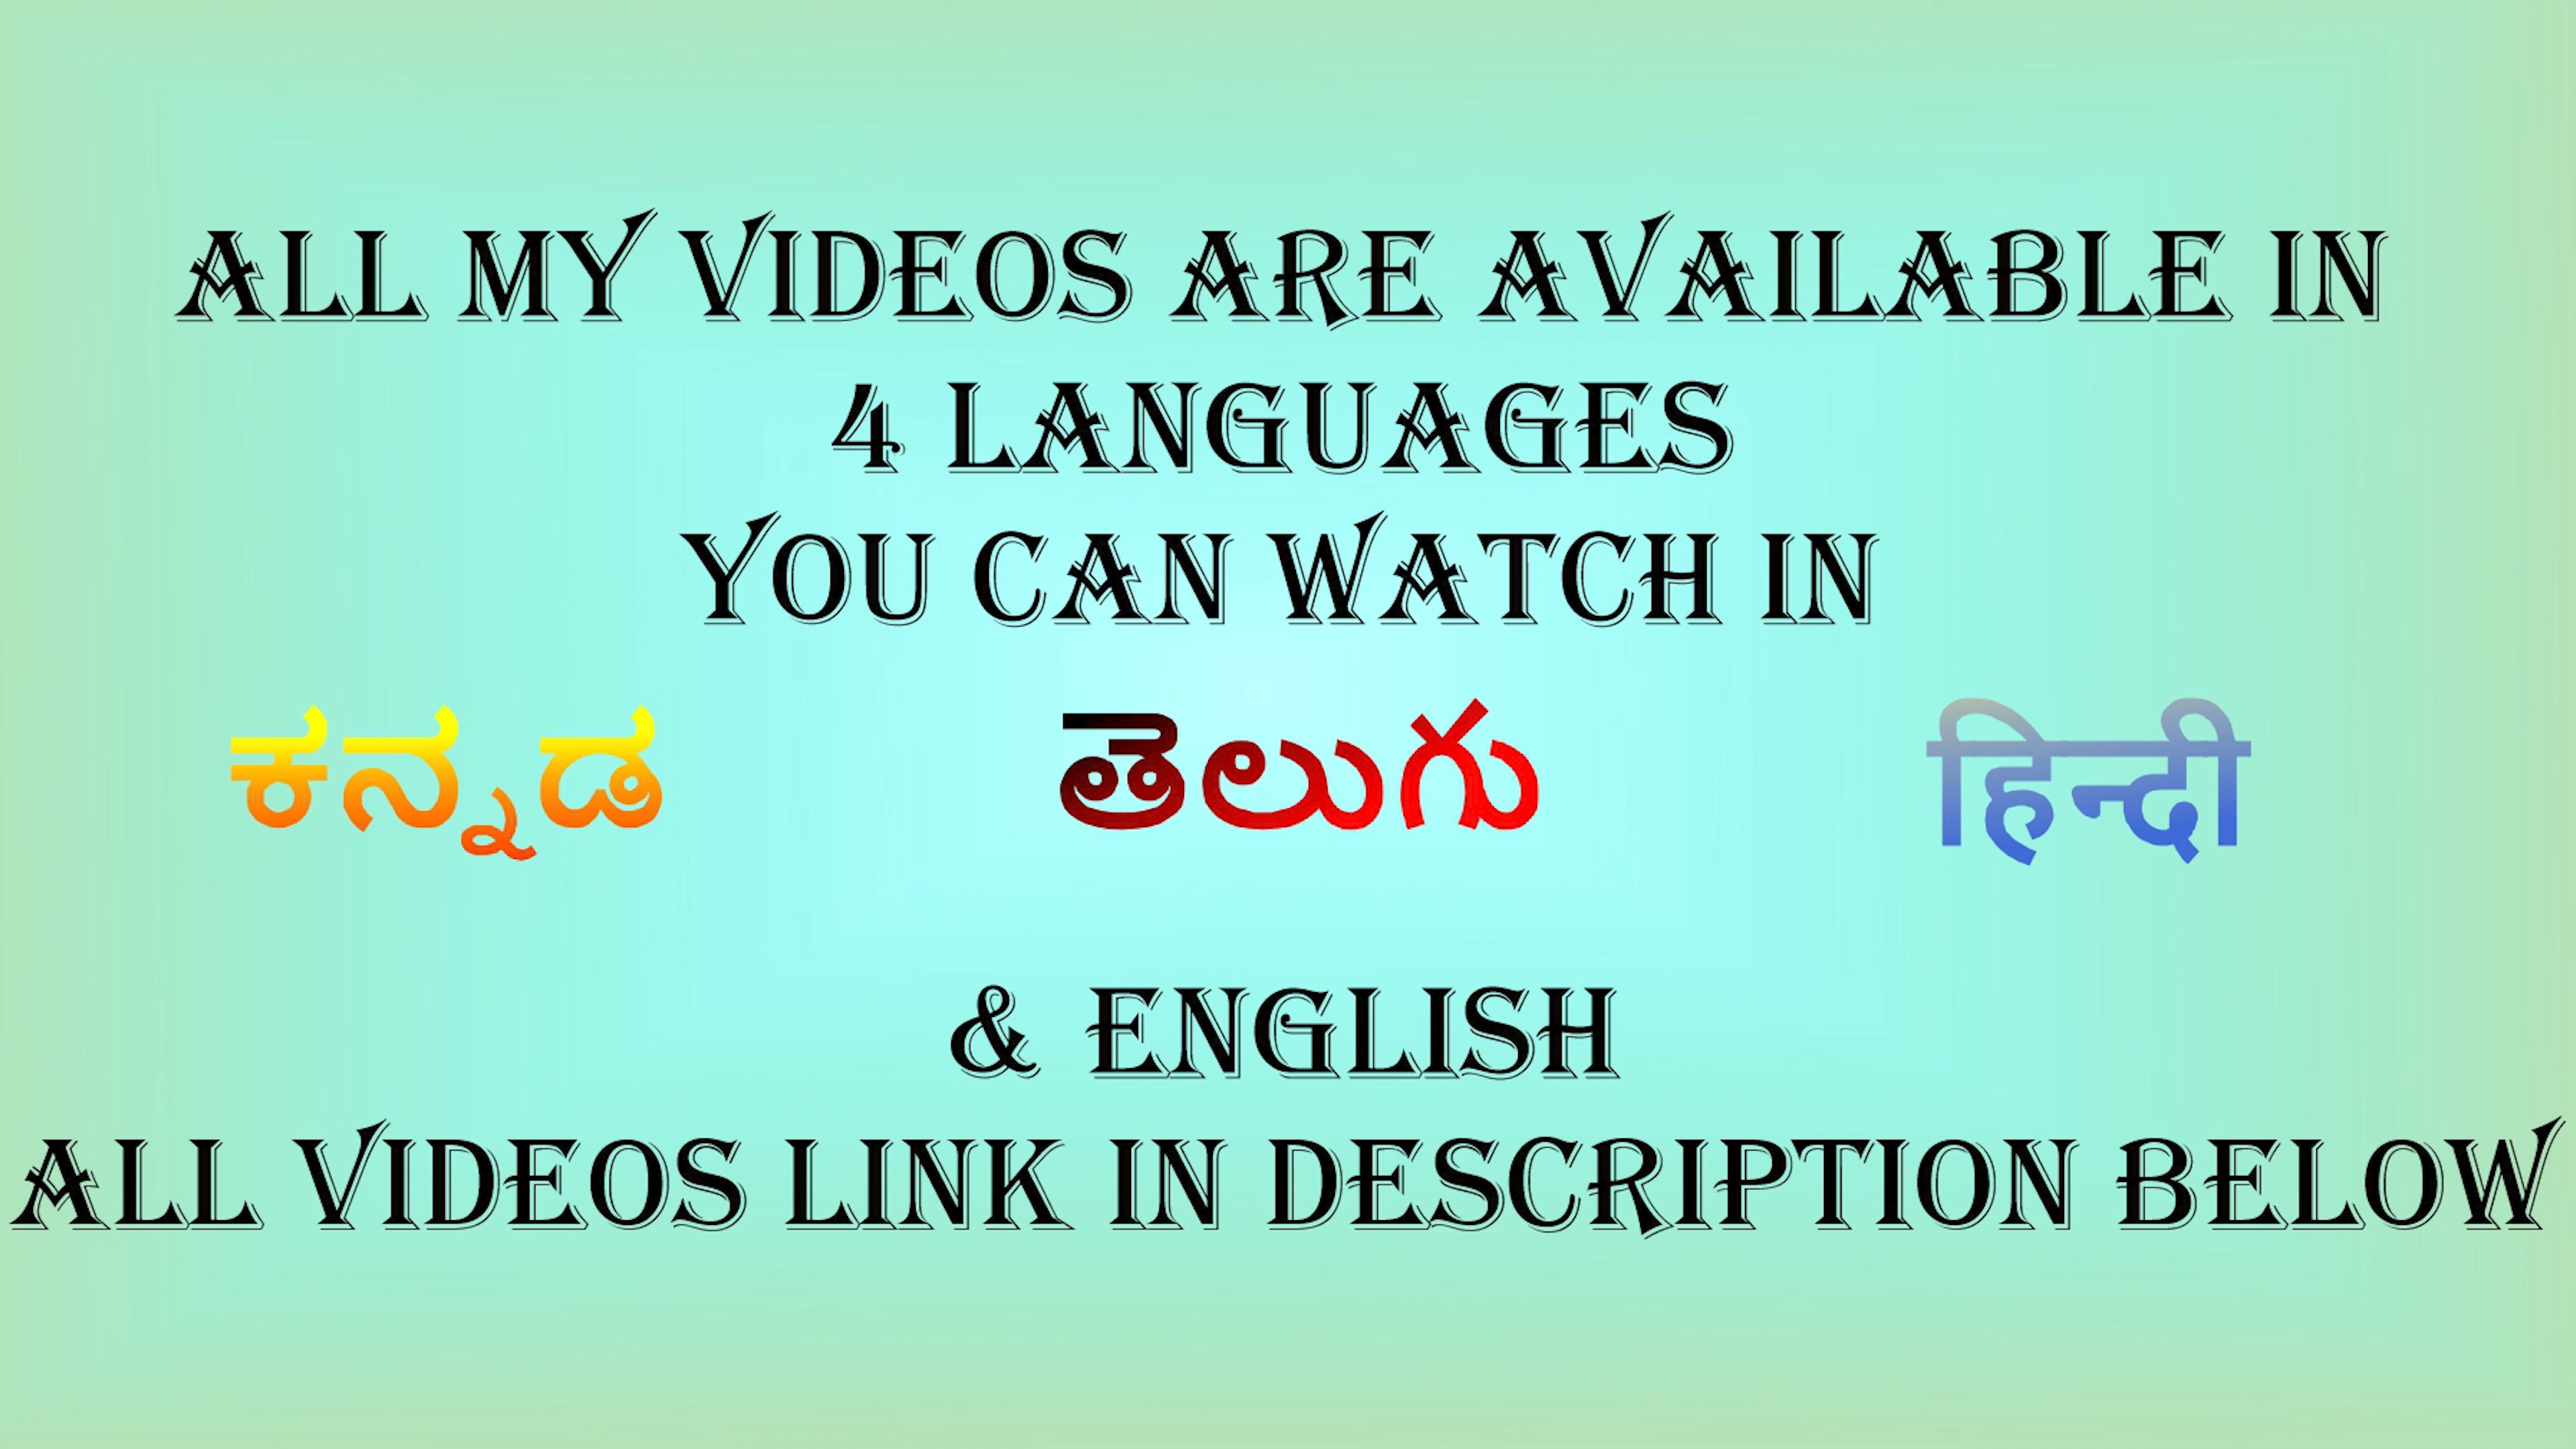 ALL MY VIDEOS ARE AVAILABLE IN
4 LANGUAGES
YOU CAN WATCH IN
ಕನ್ನಡ తెలుగు हिन्दी
& ENGLISH
ALL VIDEOS LINK IN DESCRIPTION BELOW